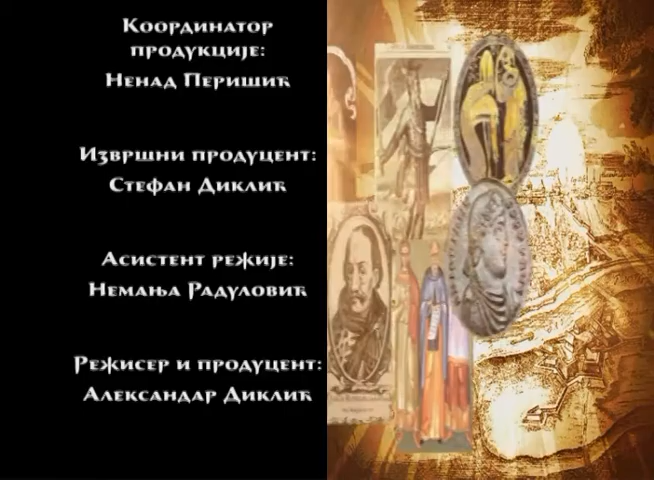 Координатор
продукције:
Ненад Перишић
Извршни продуцент:
Стефан Диклић
Асистент режије:
Немања Радуловић
Режисер и продуцент:
Александар Диклић